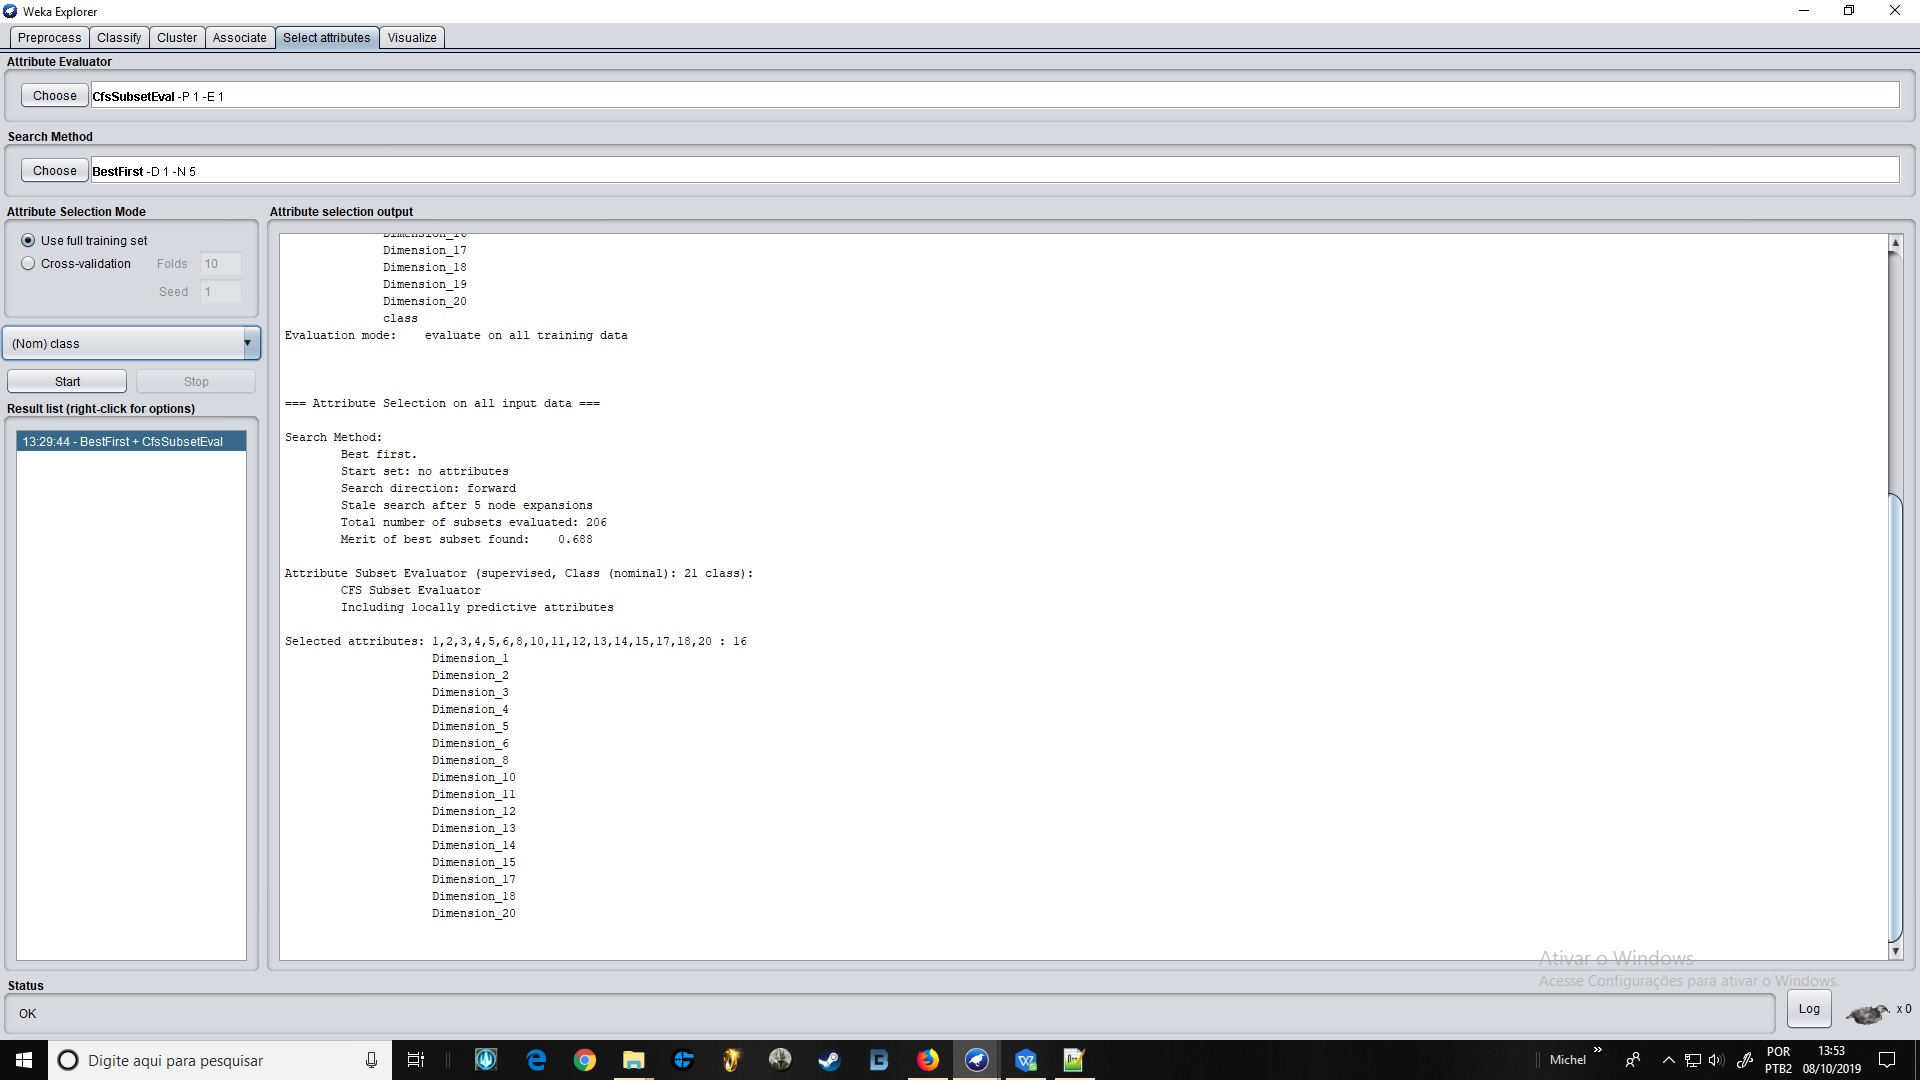 Weka Explorer
Preprocess Classify Cluster Associate Select attributes Visualize
Attribute Evaluator
Choose CfsSubsetEval -P 1 -E 1
Search Method
Choose BestFirst -D 1 -N 5
Attribute Selection Mode
Use full training set
Cross-validation Folds 10
Seed 1
(Nom) class
Start Stop
Result list (right-click for options)
13:29:44 - BestFirst + CfsSubsetEval
Attribute selection output
Dimension_16
Dimension_17
Dimension_18
Dimension_19
Dimension_20
class
Evaluation mode: evaluate on all training data
=== Attribute Selection on all input data ===
Search Method:
Best first.
Start set: no attributes
Search direction: forward
Stale search after 5 node expansions
Total number of subsets evaluated: 206
Merit of best subset found: 0.688
Attribute Subset Evaluator (supervised, Class (nominal): 21 class):
CFS Subset Evaluator
Including locally predictive attributes
Selected attributes: 1,2,3,4,5,6,8,10,11,12,13,14,15,17,18,20 : 16
Dimension_1
Dimension_2
Dimension_3
Dimension_4
Dimension_5
Dimension_6
Dimension_8
Dimension_10
Dimension_11
Dimension_12
Dimension_13
Dimension_14
Dimension_15
Dimension_17
Dimension_18
Dimension_20
Ativar o Windows
Acesse Configurações para ativar o Windows.
Status
OK
Log
x 0
Digite aqui para pesquisar
Michel
POR
PTB2
13:53
08/10/2019